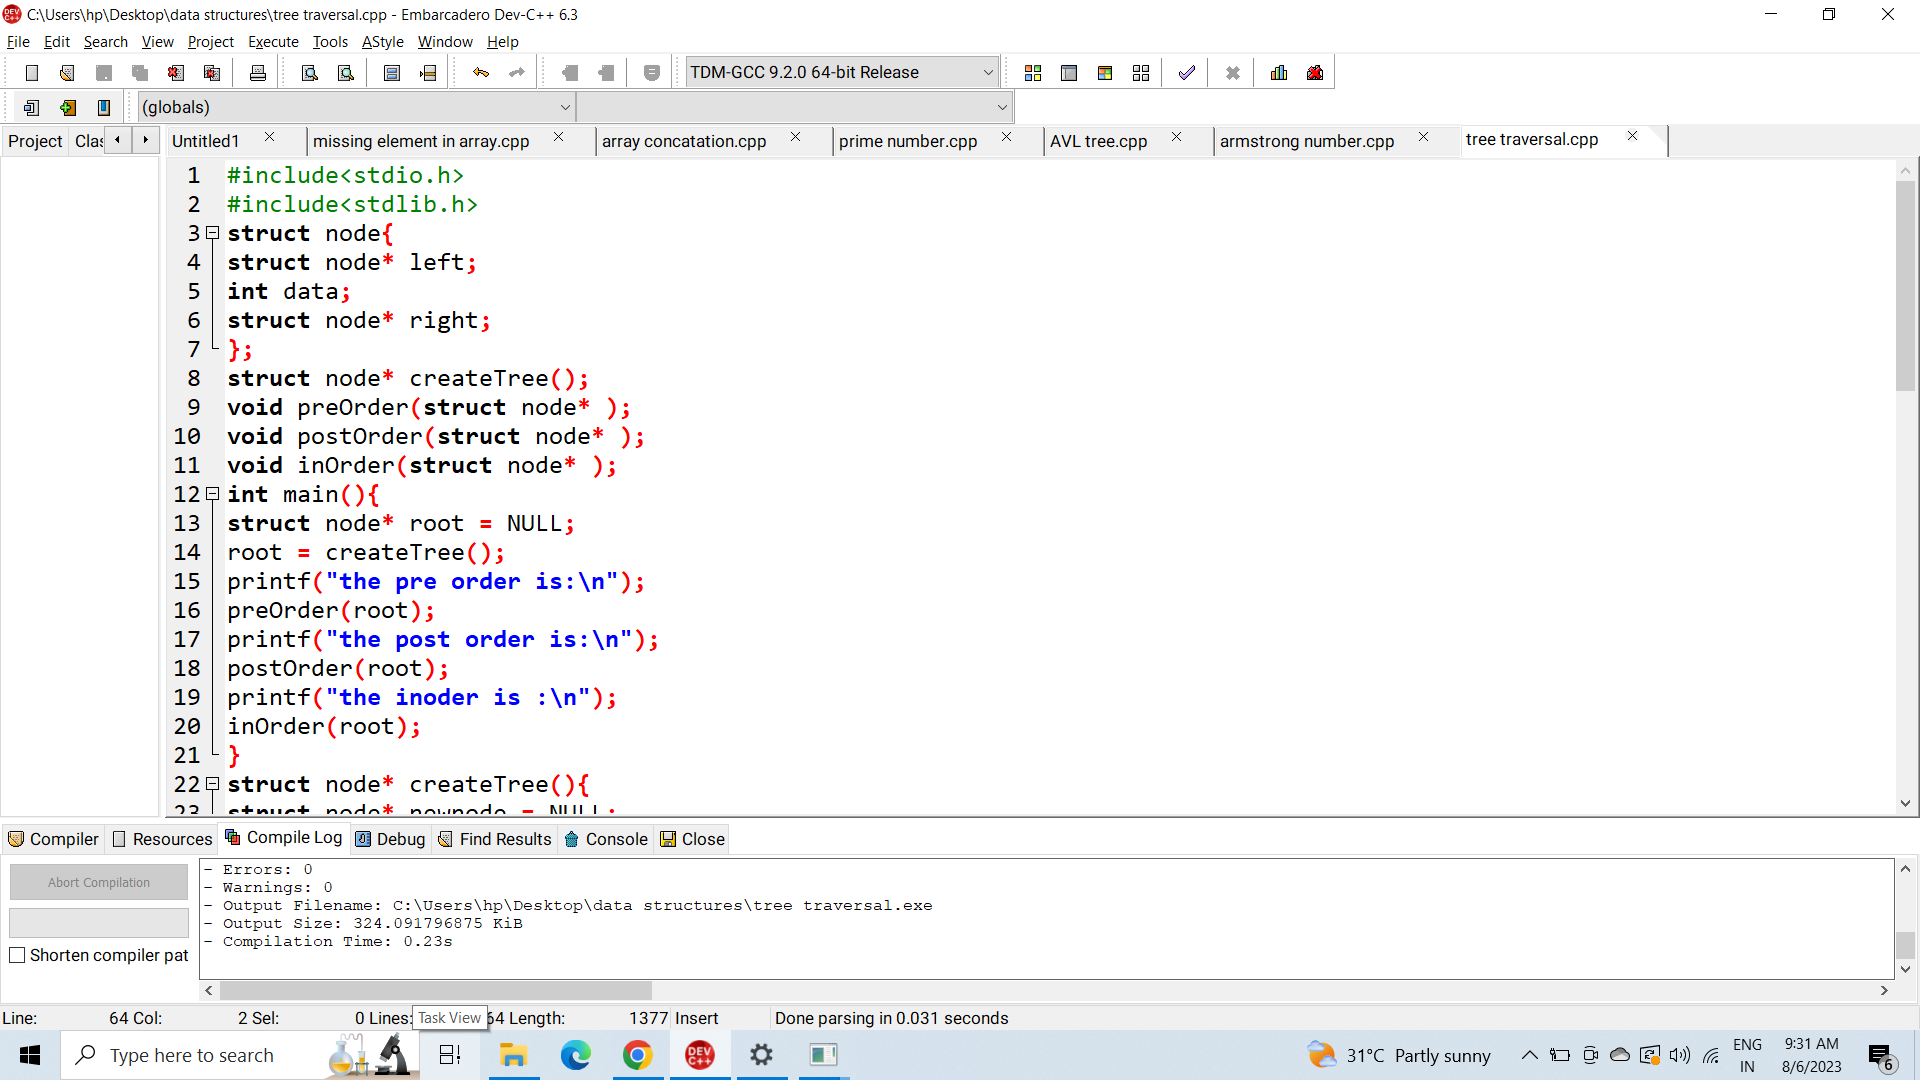 C:\Users\hp\Desktop\data structures\tree traversal.cpp - Embarcadero Dev-C++ 6.3
File Edit Search View Project Execute Tools AStyle Window Help
TDM-GCC 9.2.0 64-bit Release
(globals)
Project Clas Untitled1 missing element in array.cpp array concatation.cpp prime number.cpp AVL tree.cpp armstrong number.cpp tree traversal.cpp
1 #include<stdio.h>
2 #include<stdlib.h>
3 struct node{
4 struct node* left;
5 int data;
6 struct node* right;
7 };
8 struct node* createTree();
9 void preOrder(struct node* );
10 void postOrder(struct node* );
11 void inOrder(struct node* );
12 int main(){
13 struct node* root = NULL;
14 root = createTree();
15 printf("the pre order is:\n");
16 preOrder(root);
17 printf("the post order is:\n");
18 postOrder(root);
19 printf("the inoder is :\n");
20 inOrder(root);
21 }
22 struct node* createTree(){
23 struct node* newnode = NULL;
Compiler Resources Compile Log Debug Find Results Console Close
Abort Compilation
Shorten compiler pat
- Errors: 0
- Warnings: 0
- Output Filename: C:\Users\hp\Desktop\data structures\tree traversal.exe
- Output Size: 324.091796875 KiB
- Compilation Time: 0.23s
Line: 64 Col: 2 Sel: 0 Lines: 64 Length: 1377 Insert Done parsing in 0.031 seconds
Task View
Type here to search
DEV C++
31°C Partly sunny
ENG
IN
9:31 AM
8/6/2023
6